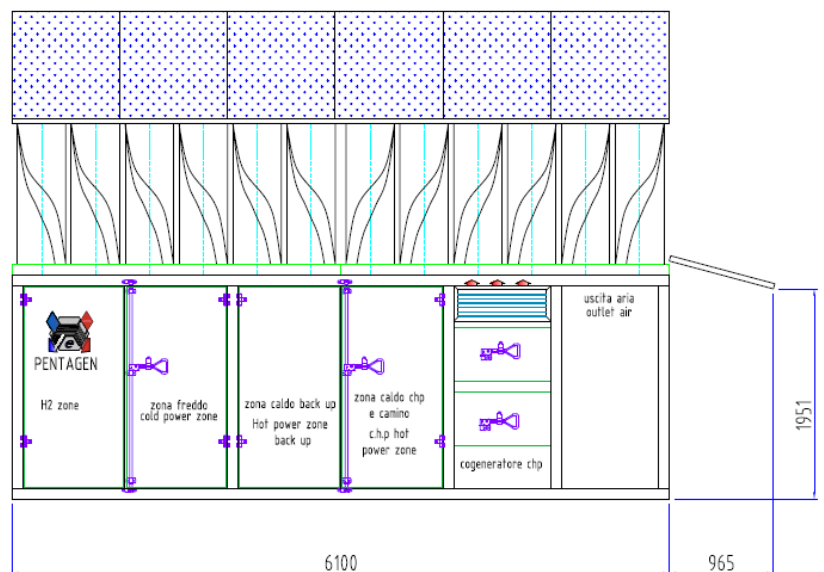 PENTAGEN
H2 zone
zona freddo
cold power zone
zona caldo back up
Hot power zone
back up
zona caldo chp
e camino
c.h.p hot
power zone
cogeneratore chp
uscita aria
outlet air
1951
6100
965